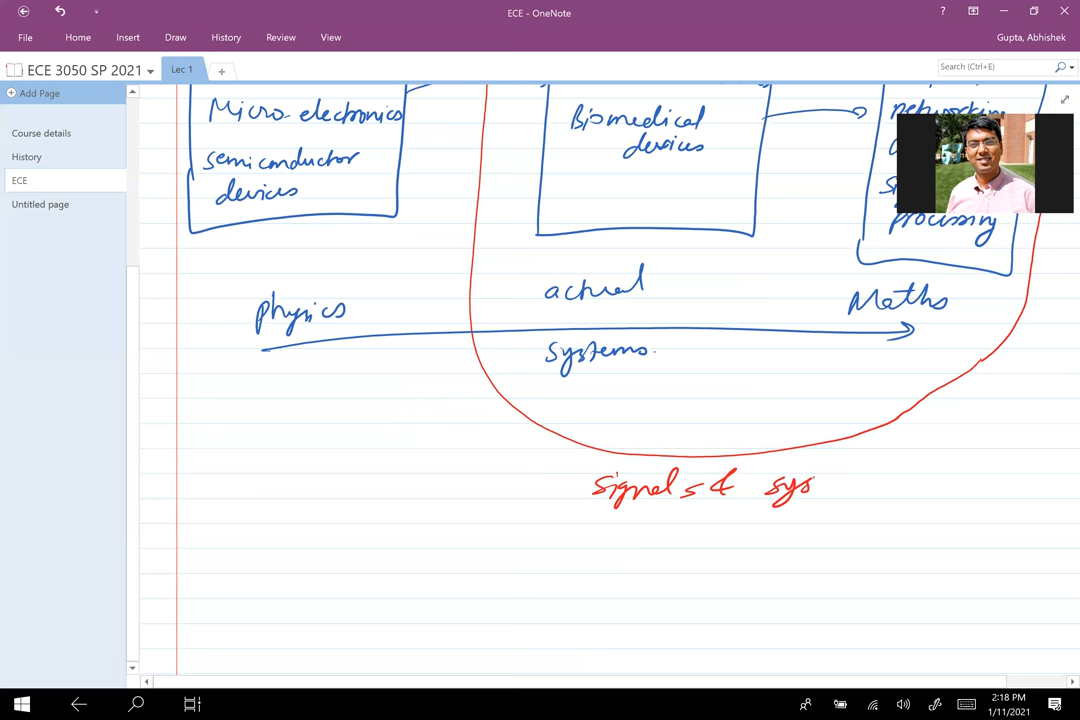 ECE - OneNote
File Home Insert Draw History Review View
Gupta, Abhishek
ECE 3050 SP 2021
Lec 1
Search (Ctrl+E)
Add Page
Course details
History
ECE
Untitled page
Micro-electronics
semiconductor
devices
Biomedical
devices
networking
processing
physics
actual
systems.
Maths
signals & sys
2:18 PM
1/11/2021